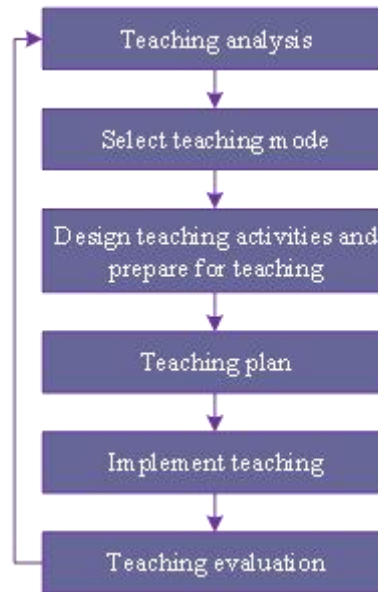 Teaching analysis
Select teaching mode
Design teaching activities and
prepare for teaching
Teaching plan
Implement teaching
Teaching evaluation